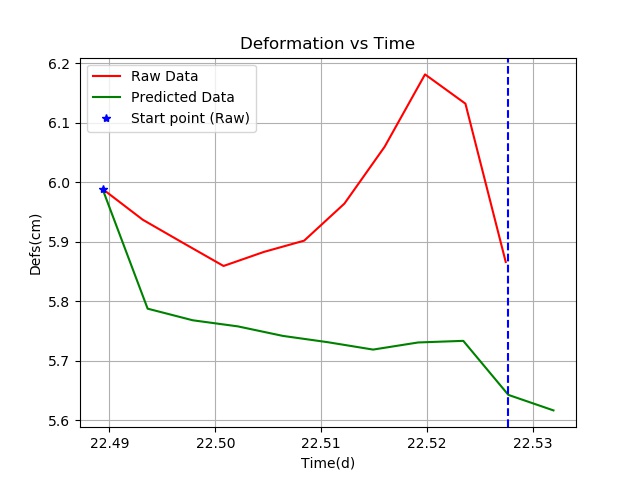 Deformation vs Time
Raw Data
Predicted Data
Start point (Raw)
Defs(cm)
6.2
6.1
6.0
5.9
5.8
5.7
5.6
22.49 22.50 22.51 22.52 22.53
Time(d)